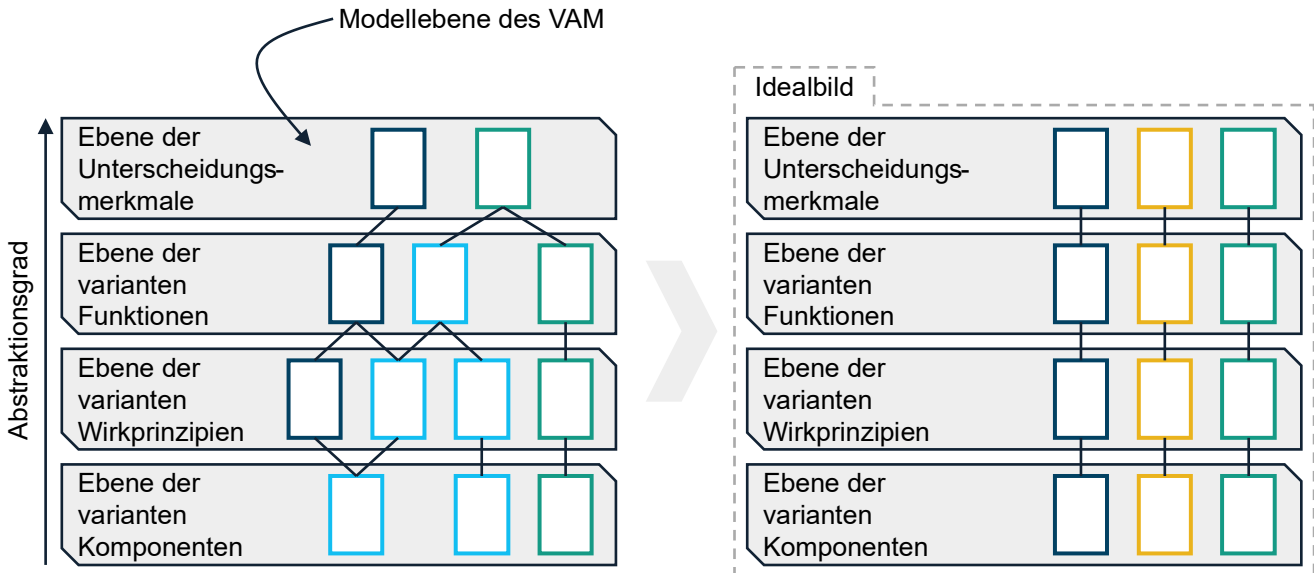 Modellebene des VAM
Abstraktionsgrad
Ebene der
Unterscheidungs-
merkmale
Ebene der
varianten
Funktionen
Ebene der
varianten
Wirkprinzipien
Ebene der
varianten
Komponenten
Idealbild
Ebene der
Unterscheidungs-
merkmale
Ebene der
varianten
Funktionen
Ebene der
varianten
Wirkprinzipien
Ebene der
varianten
Komponenten